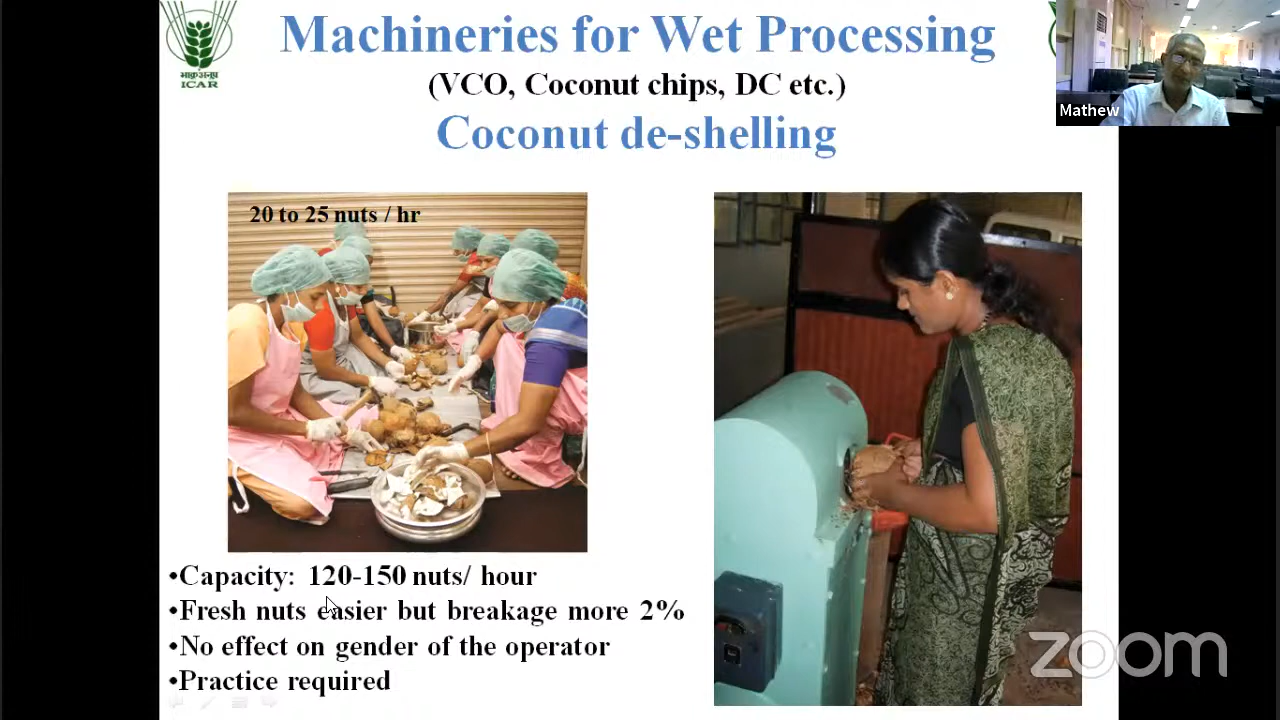 Machineries for Wet Processing
(VCO, Coconut chips, DC etc.)
Coconut de-shelling
ICAR
Mathew
20 to 25 nuts / hr
•Capacity: 120-150 nuts/ hour
•Fresh nuts easier but breakage more 2%
•No effect on gender of the operator
•Practice required
zoom